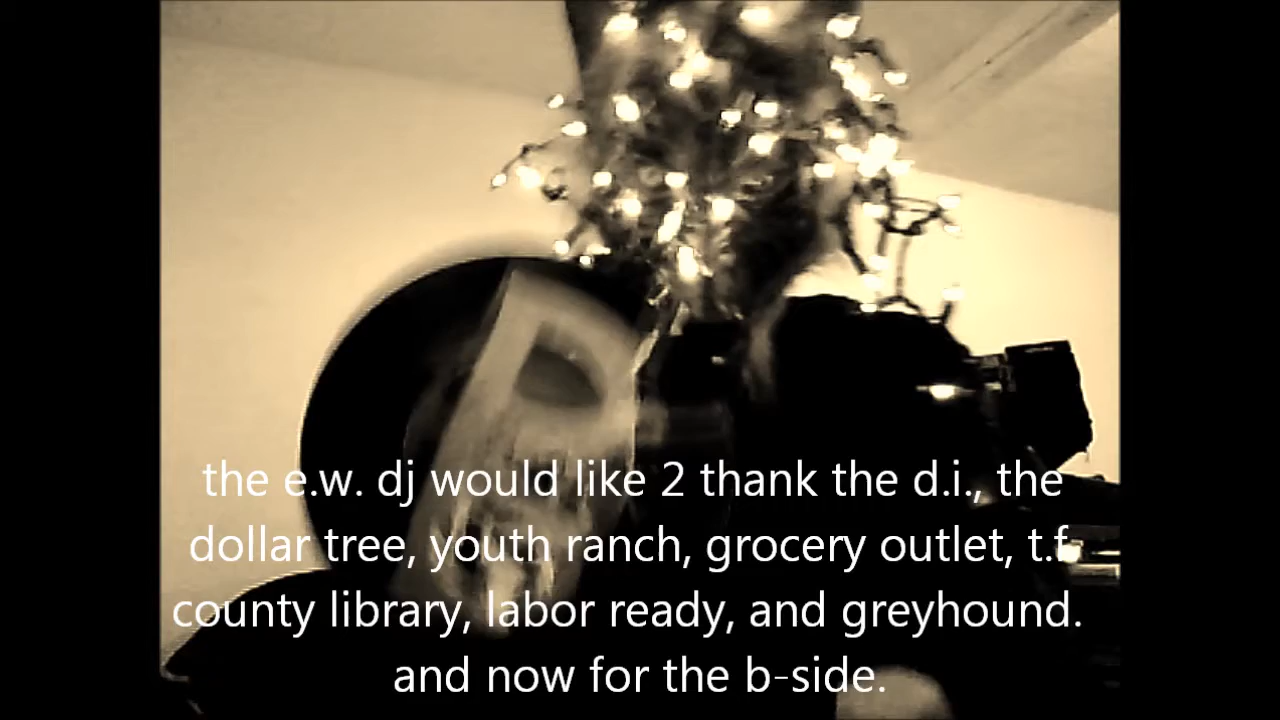 the e.w. dj would like 2 thank the d.i., the
dollar tree, youth ranch, grocery outlet, t.f.
county library, labor ready, and greyhound.
and now for the b-side.